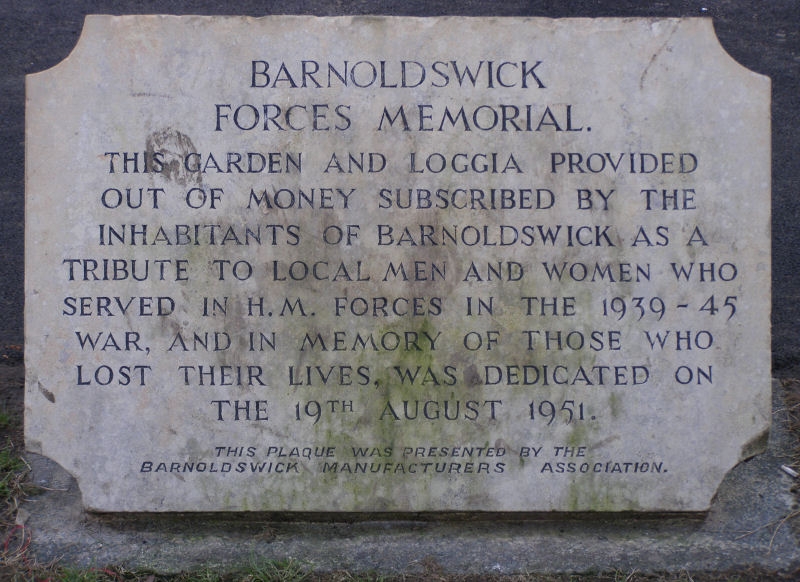 BARNOLDSWICK
FORCES MEMORIAL.
THIS GARDEN AND LOGGIA PROVIDED
OUT OF MONEY SUBSCRIBED BY THE
INHABITANTS OF BARNOLDSWICK AS A
TRIBUTE TO LOCAL MEN AND WOMEN WHO
SERVED IN H.M. FORCES IN THE 1939-45
WAR, AND IN MEMORY OF THOSE WHO
LOST THEIR LIVES, WAS DEDICATED ON
THE 19TH AUGUST 1951.
THIS PLAQUE WAS PRESENTED BY THE
BARNOLDSWICK MANUFACTURERS ASSOCIATION.